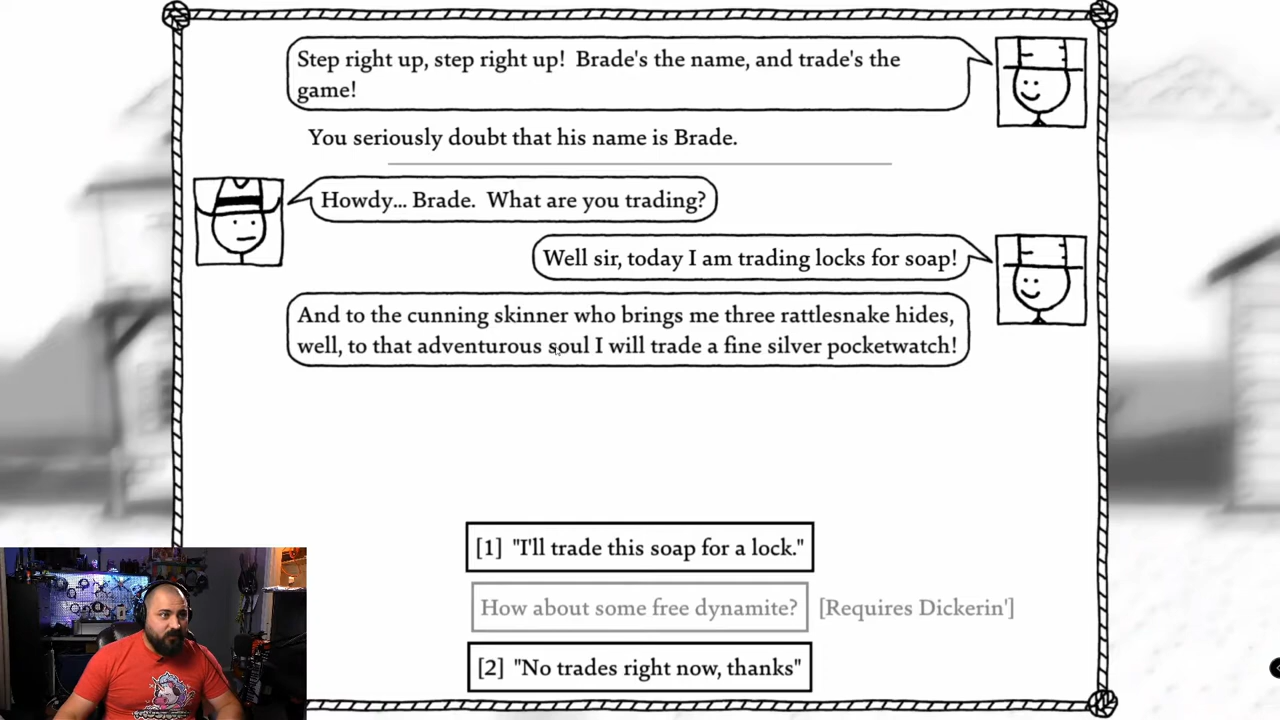 Step right up, step right up!  Brade's the name, and trade's the
game!
You seriously doubt that his name is Brade.
Howdy... Brade.  What are you trading?
Well sir, today I am trading locks for soap!
And to the cunning skinner who brings me three rattlesnake hides,
well, to that adventurous soul I will trade a fine silver pocketwatch!
[1] "I'll trade this soap for a lock."
How about some free dynamite? [Requires Dickerin']
[2] "No trades right now, thanks"